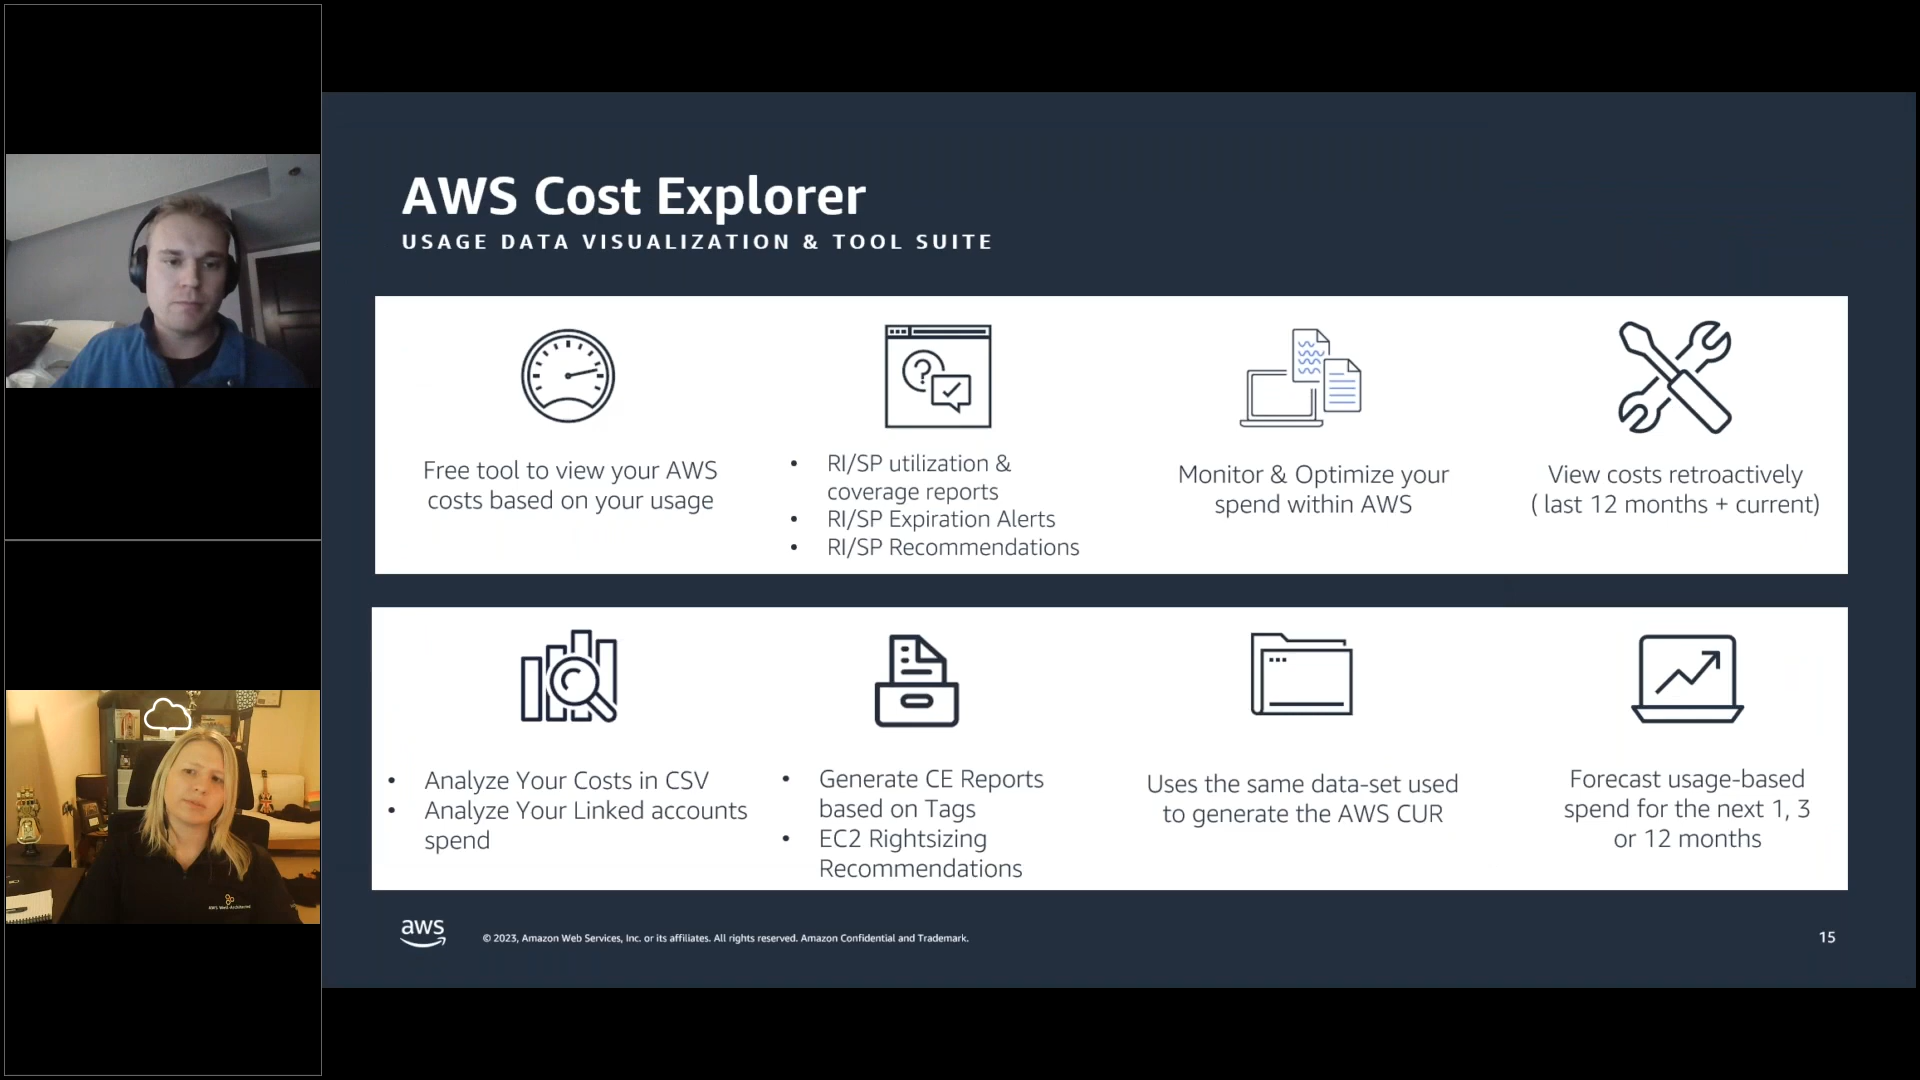 AWS Cost Explorer
USAGE DATA VISUALIZATION & TOOL SUITE
Free tool to view your AWS
costs based on your usage
• RI/SP utilization &
coverage reports
• RI/SP Expiration Alerts
• RI/SP Recommendations
Monitor & Optimize your
spend within AWS
View costs retroactively
( last 12 months + current)
• Analyze Your Costs in CSV
• Analyze Your Linked accounts
spend
• Generate CE Reports
based on Tags
• EC2 Rightsizing
Recommendations
Uses the same data-set used
to generate the AWS CUR
Forecast usage-based
spend for the next 1, 3
or 12 months
aws
© 2023, Amazon Web Services, Inc. or its affiliates. All rights reserved. Amazon Confidential and Trademark.
15
AWS Well-Architected